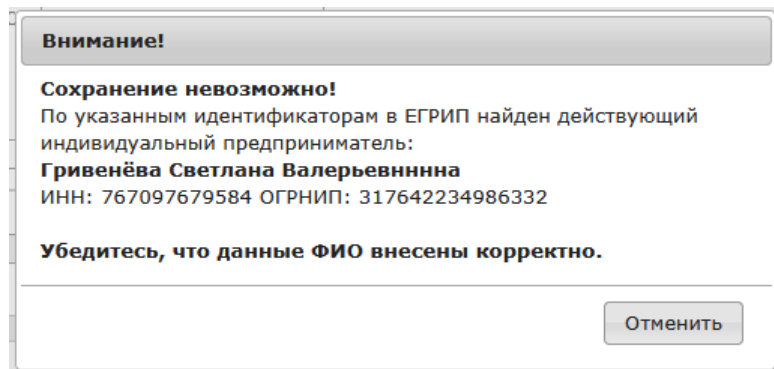 Внимание!
Сохранение невозможно!
По указанным идентификаторам в ЕГРИП найден действующий
индивидуальный предприниматель:
Гривенёва Светлана Валерьевнннна
ИНН: 767097679584 ОГРНИП: 317642234986332
Убедитесь, что данные ФИО внесены корректно.
Отменить